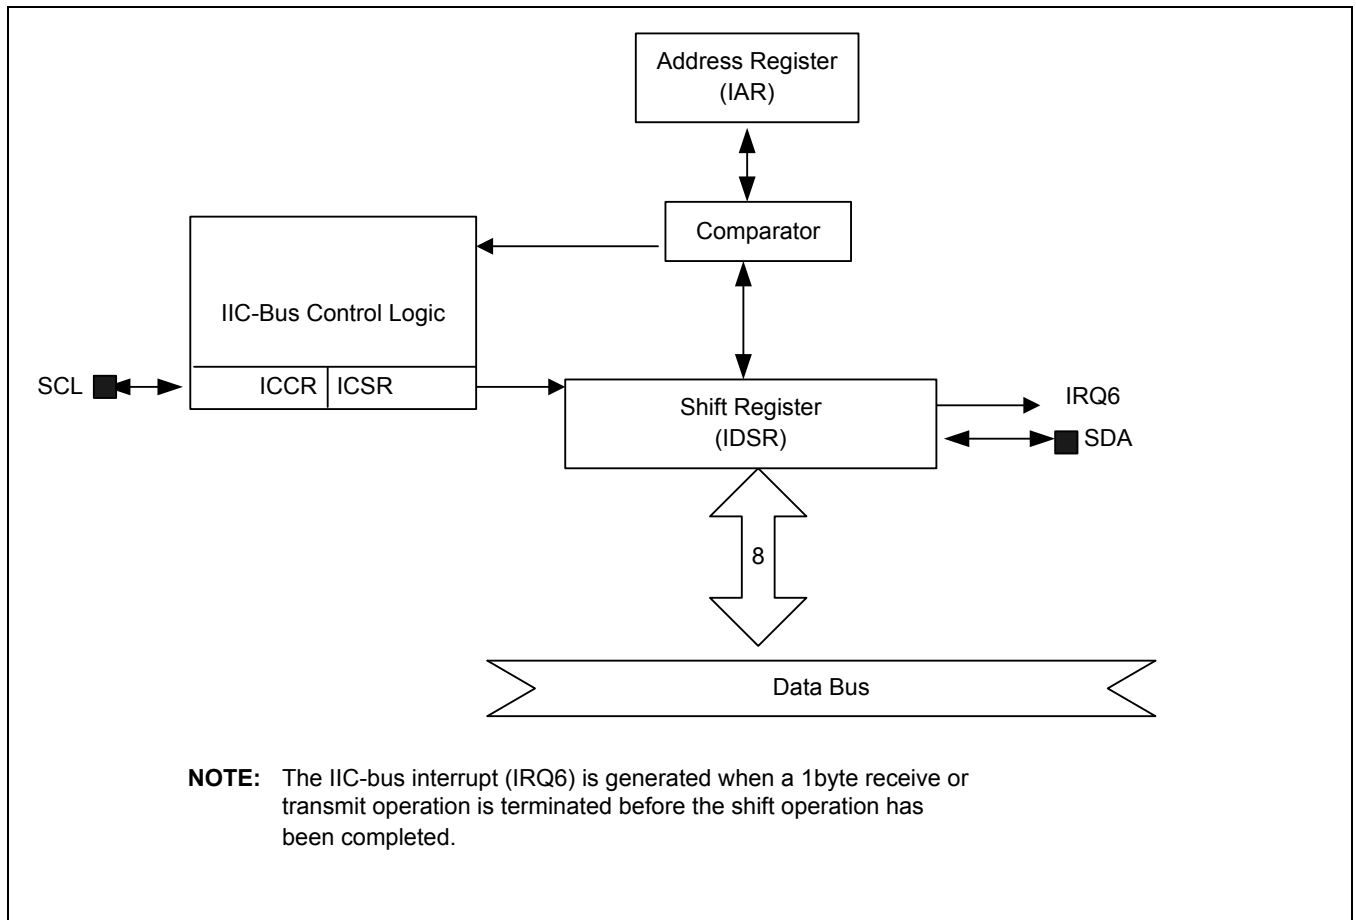 Address Register
(IAR)
Comparator
IIC-Bus Control Logic
SCL
ICCR
ICSR
Shift Register
(IDSR)
IRQ6
SDA
8
Data Bus
NOTE: The IIC-bus interrupt (IRQ6) is generated when a 1byte receive or
transmit operation is terminated before the shift operation has
been completed.